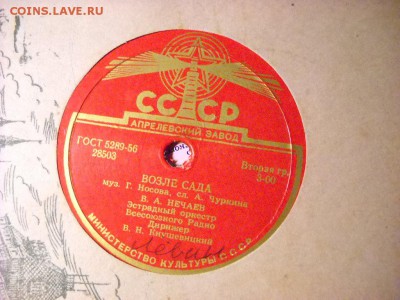 coins.lave.ru
СССР
АПРЕЛЕВСКИЙ ЗАВОД
ГОСТ 5289-56
28503
Вторая гр.
3-00
ВОЗЛЕ САДА
муз. Г. Носова, сл. А. Чуркина
В. А. НЕЧАЕВ
Эстрадный оркестр
Всесоюзного Радио
Дирижер
В. Н. Кнушевицкий
МИНИСТЕРСТВО КУЛЬТУРЫ СССР